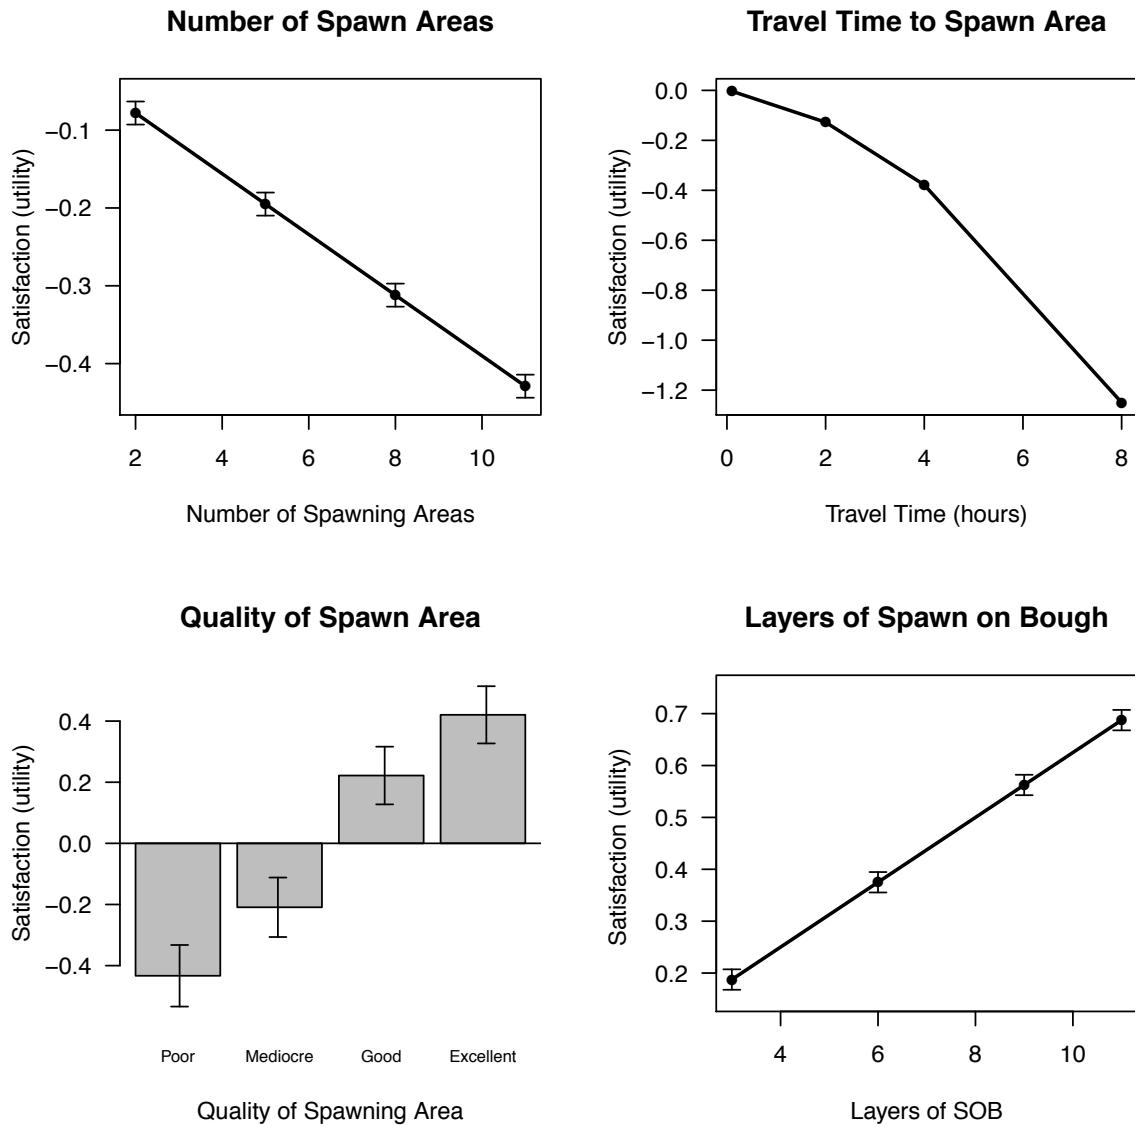 Number of Spawn Areas
Satisfaction (utility)
−0.1
−0.2
−0.3
−0.4
2 4 6 8 10
Number of Spawning Areas
Travel Time to Spawn Area
Satisfaction (utility)
0.0
−0.2
−0.4
−0.6
−0.8
−1.0
−1.2
0 2 4 6 8
Travel Time (hours)
Quality of Spawn Area
Satisfaction (utility)
0.4
0.2
0.0
−0.2
−0.4
Poor Mediocre Good Excellent
Quality of Spawning Area
Layers of Spawn on Bough
Satisfaction (utility)
0.7
0.6
0.5
0.4
0.3
0.2
4 6 8 10
Layers of SOB